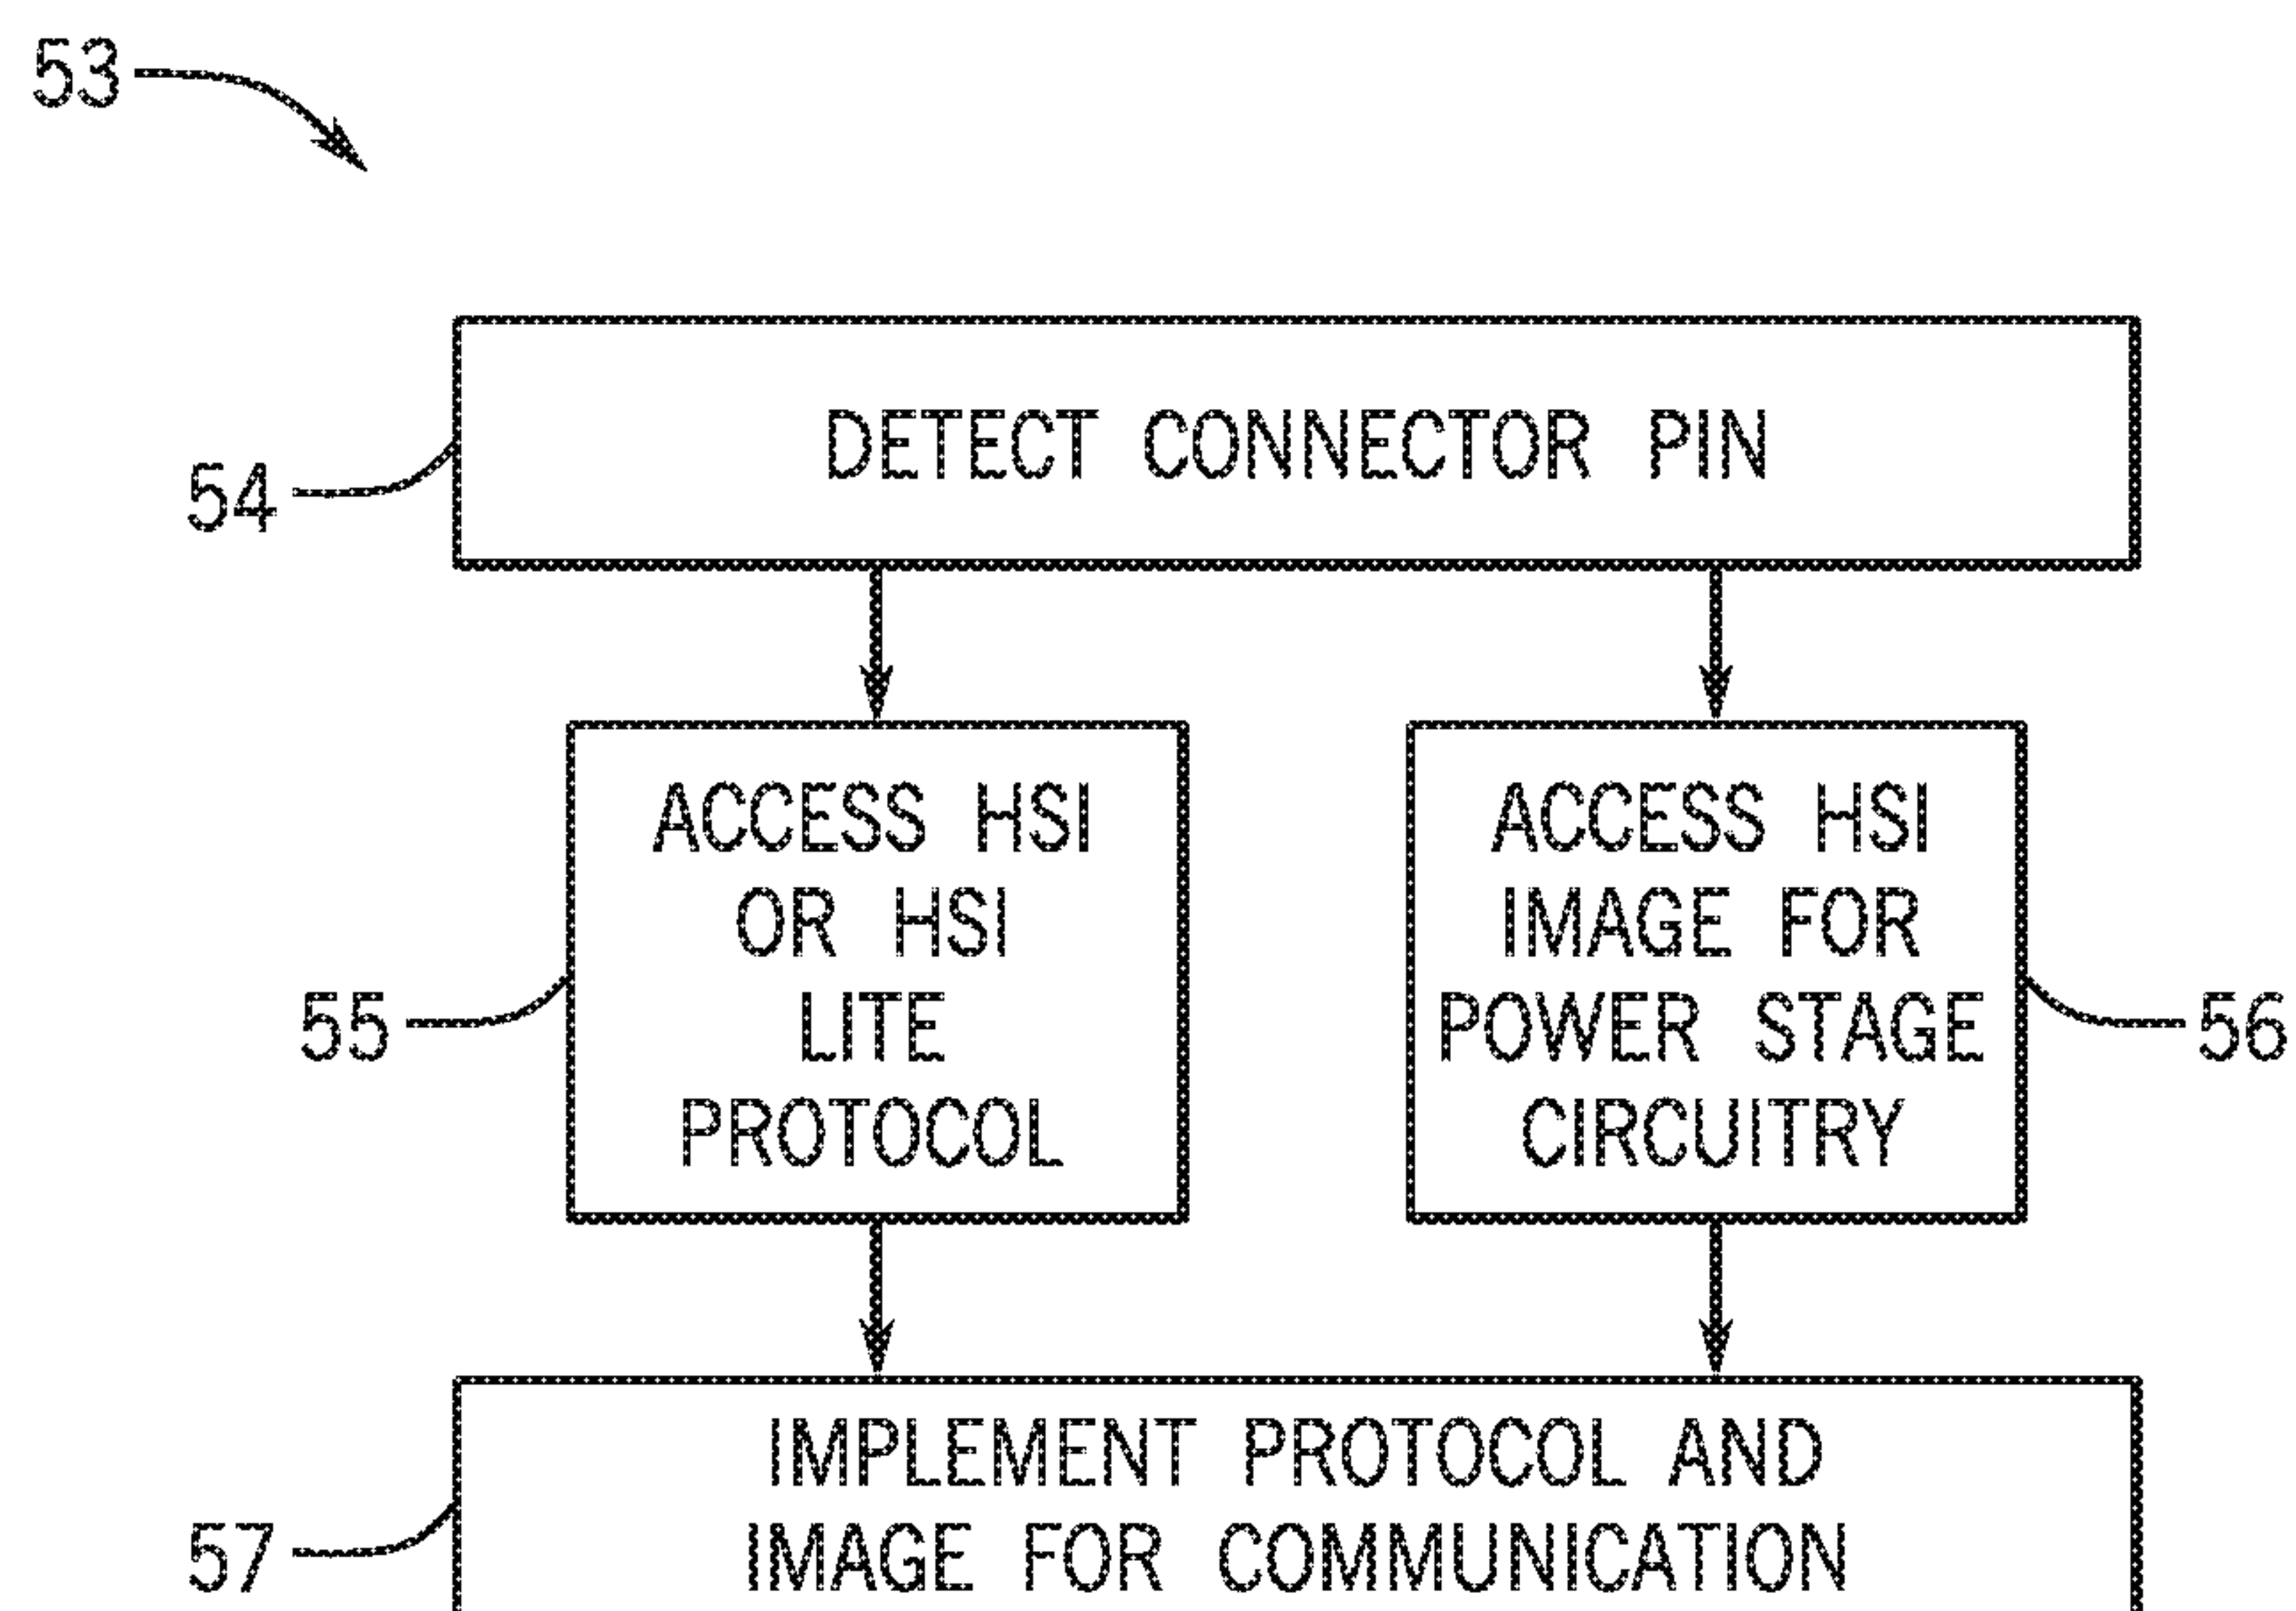 53
DETECT CONNECTOR PIN
54
ACCESS HSI
OR HSI
LITE
PROTOCOL
55
ACCESS HSI
IMAGE FOR
POWER STAGE
CIRCUITRY
56
IMPLEMENT PROTOCOL AND
IMAGE FOR COMMUNICATION
57